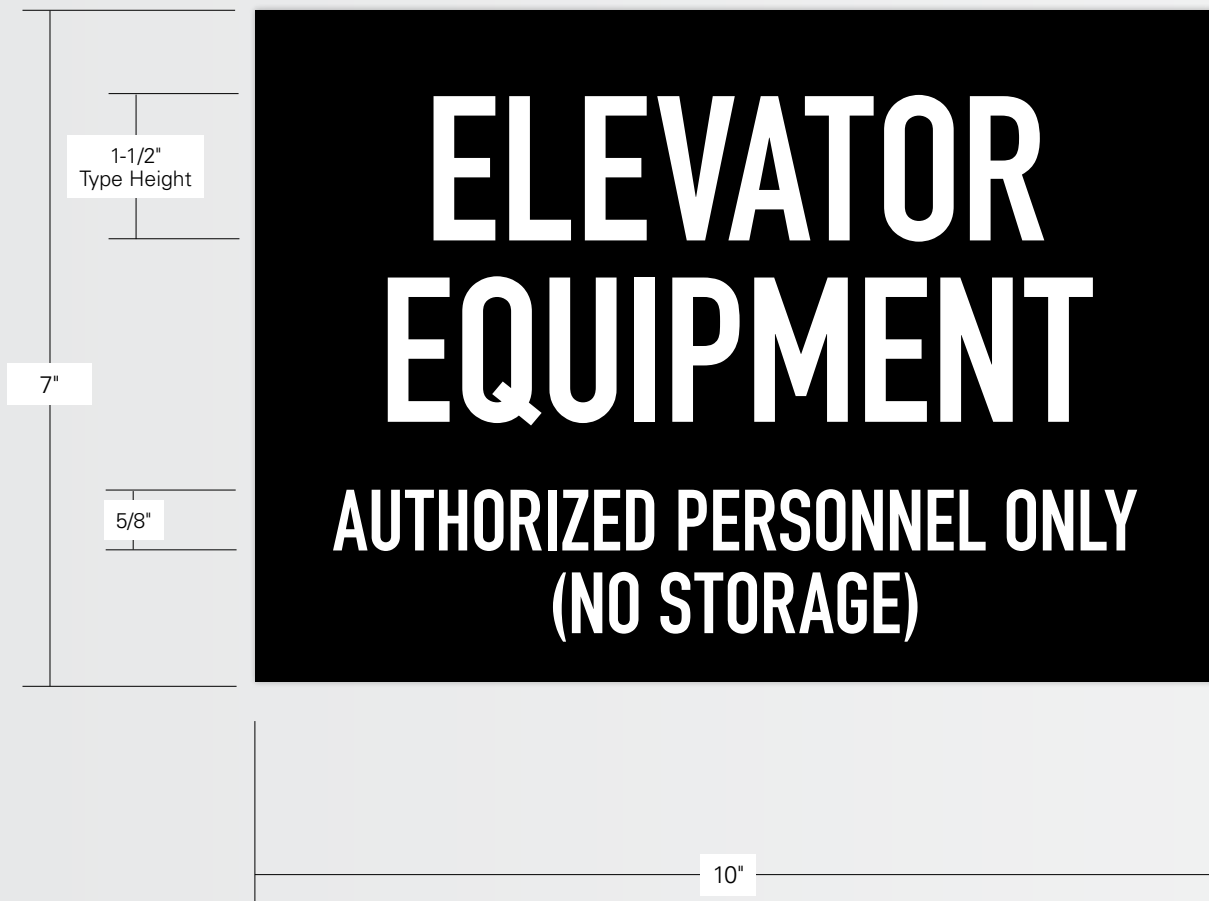 1-1/2"
Type Height
ELEVATOR
EQUIPMENT
7"
5/8"
AUTHORIZED PERSONNEL ONLY
(NO STORAGE)
10"